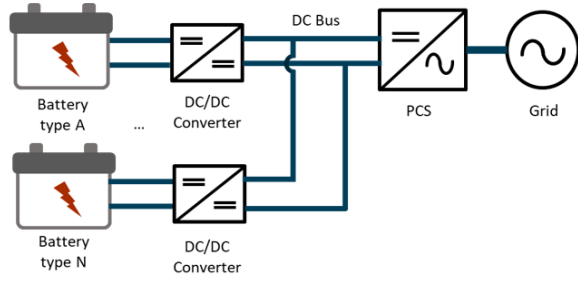 DC Bus
Battery
type A
...
DC/DC
Converter
PCS
Grid
Battery
type N
DC/DC
Converter